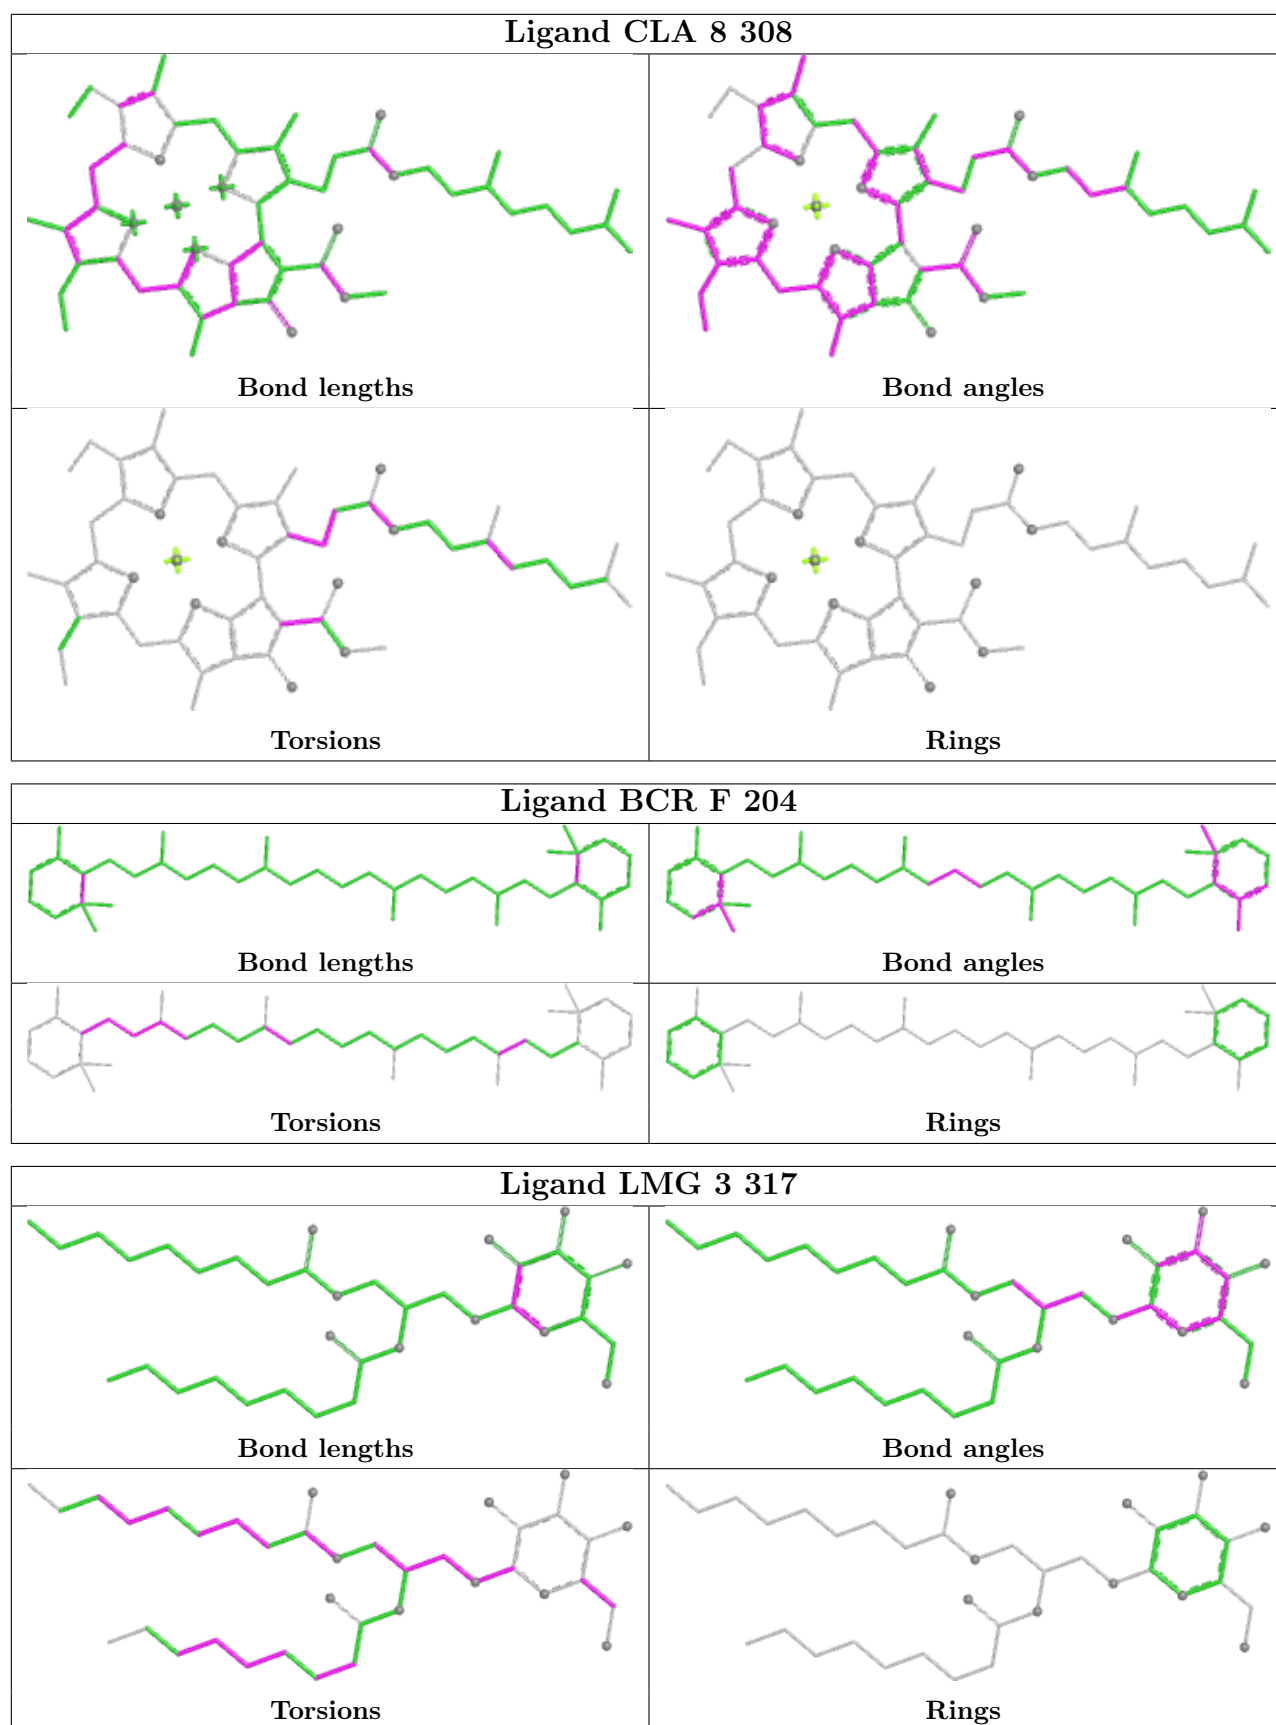 Ligand CLA 8 308
Bond lengths
Bond angles
Torsions
Rings
Ligand BCR F 204
Bond lengths
Bond angles
Torsions
Rings
Ligand LMG 3 317
Bond lengths
Bond angles
Torsions
Rings